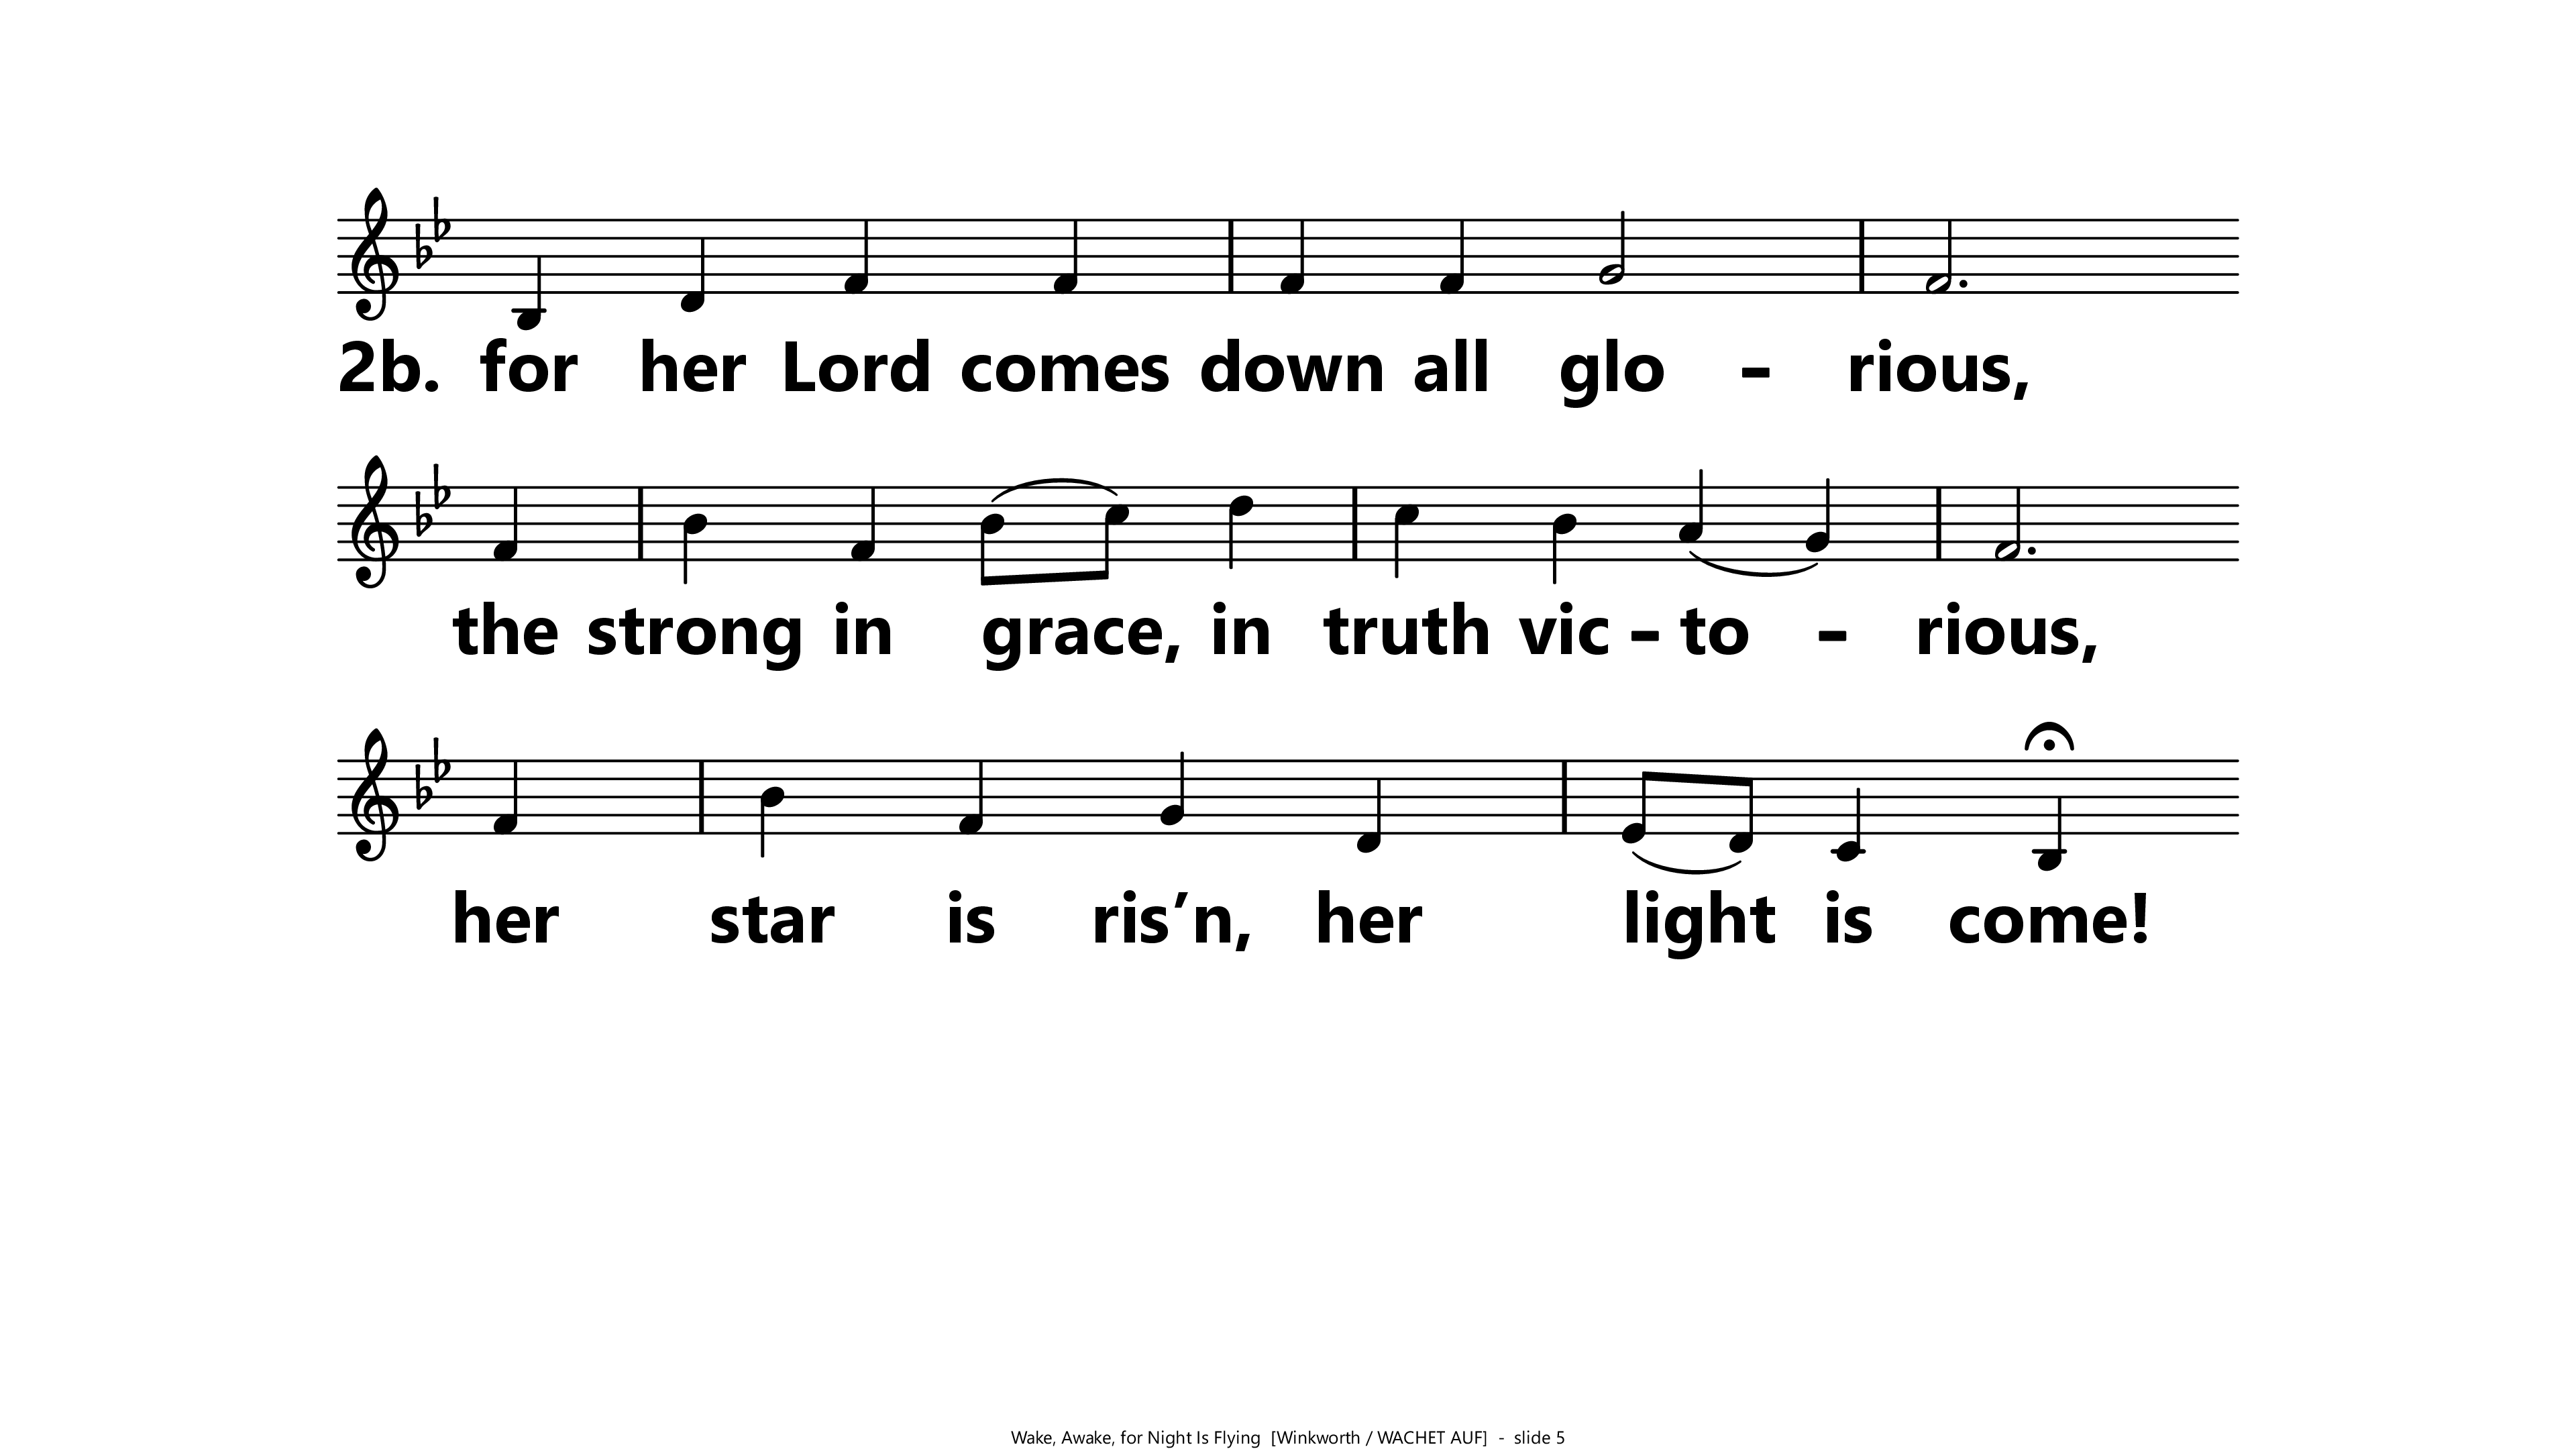 2b. for her Lord comes down all glo - rious,
the strong in grace, in truth vic - to - rious,
her star is ris’n, her light is come!
Wake, Awake, for Night Is Flying [Winkworth / WACHET AUF] - slide 5